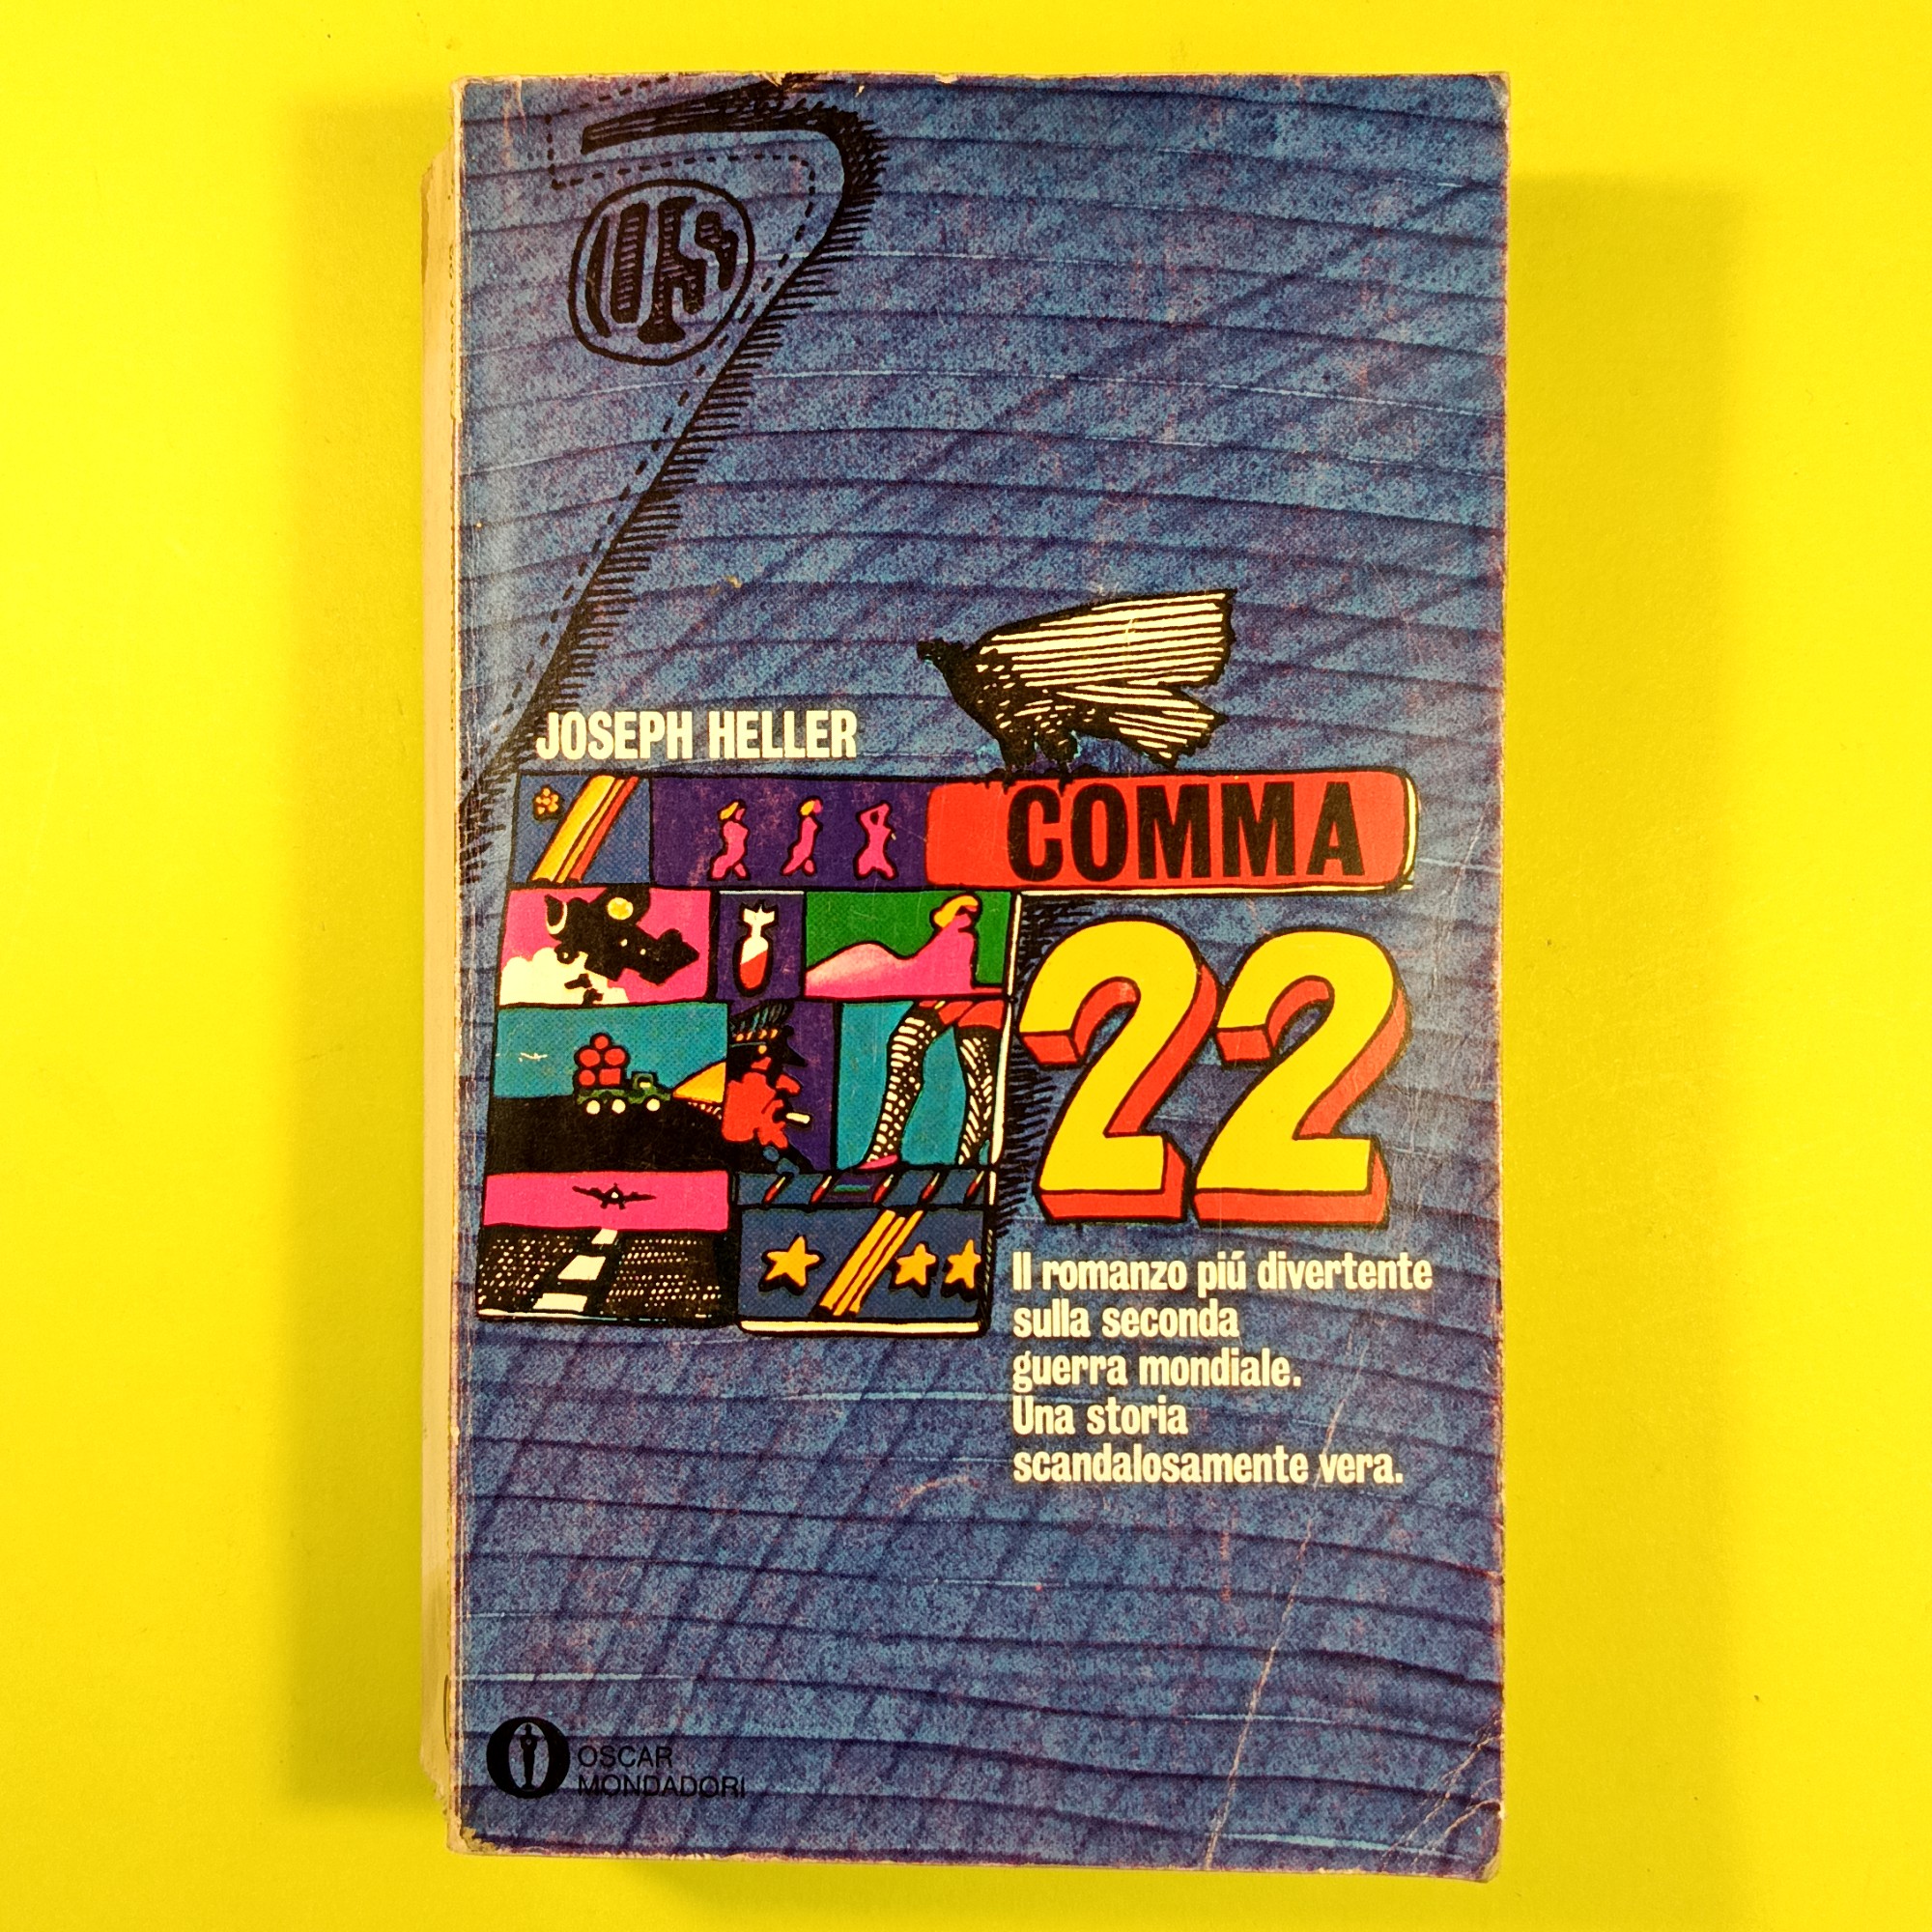 JOSEPH HELLER
COMMA
22
Il romanzo piú divertente
sulla seconda
guerra mondiale.
Una storia
scandalosamente vera.
OSCAR
MONDADORI